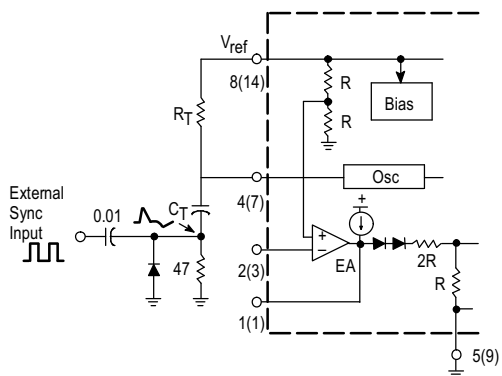 Vref
8(14)
R
Bias
R
RT
External
Sync
Input
0.01
CT
4(7)
Osc
+
47
2(3)
+
−
EA
2R
R
1(1)
5(9)